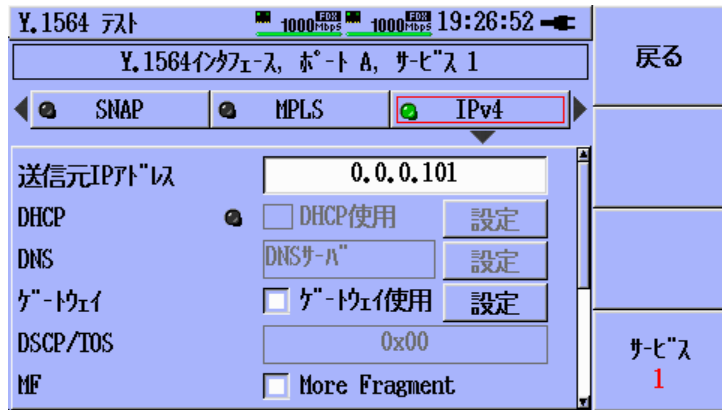 Y.1564 ﾃｽﾄ
1000 FDX Mbps 1000 FDX Mbps 19:26:52
Y.1564ｲﾝﾀﾌｪｰｽ, ﾎﾟｰﾄ A, ｻｰﾋﾞｽ 1
戻る
SNAP MPLS IPv4
送信元IPｱﾄﾞﾚｽ 0.0.0.101
DHCP DHCP使用 設定
DNS DNSｻｰﾊﾞ 設定
ｹﾞｰﾄｳｪｲ ｹﾞｰﾄｳｪｲ使用 設定
DSCP/TOS 0x00
MF More Fragment
ｻｰﾋﾞｽ
1